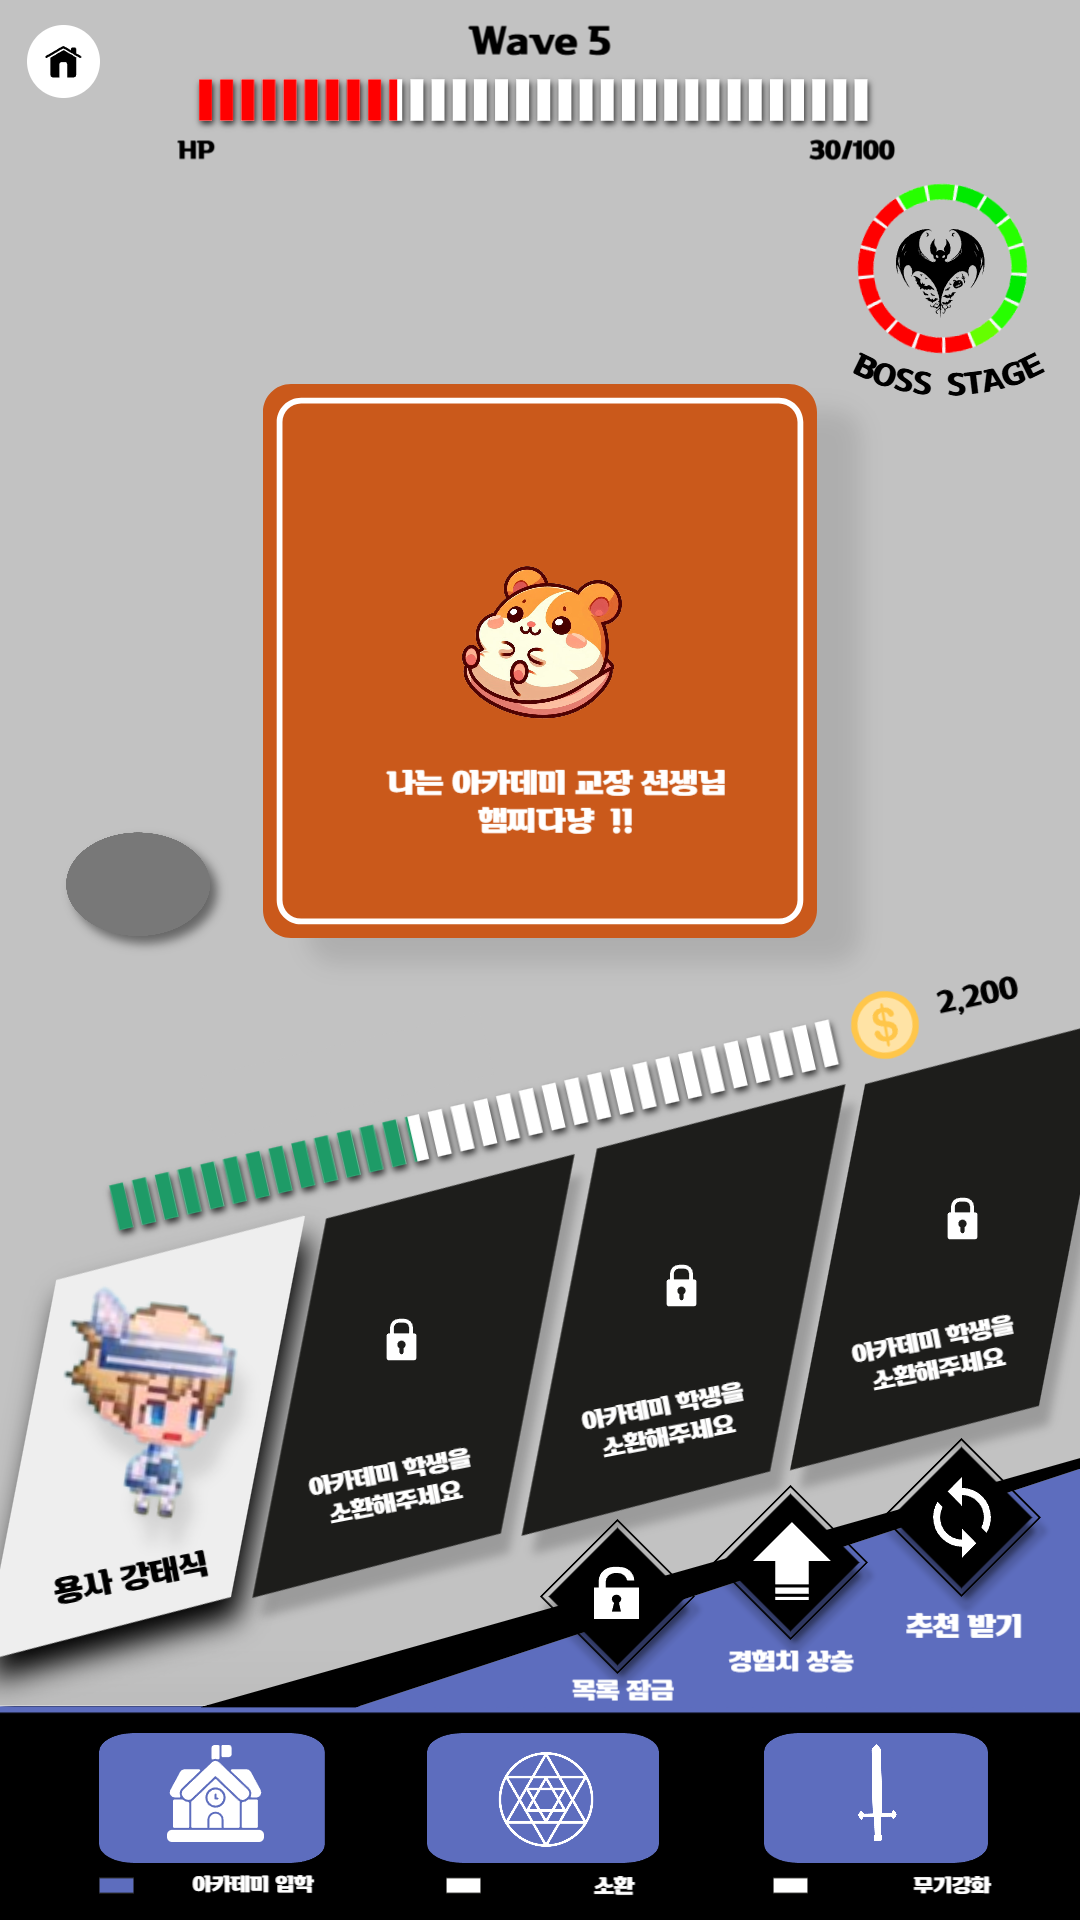 Wave 5
HP
30/100
BOSS STAGE
나는 아카데미 교장 선생님
햄찌다냥 !!
2,200
$
아카데미 학생을
소환해주세요
아카데미 학생을
소환해주세요
아카데미 학생을
소환해주세요
용사 강태식
추천 받기
경험치 상승
목록 잠금
아카데미 입학
소환
무기강화